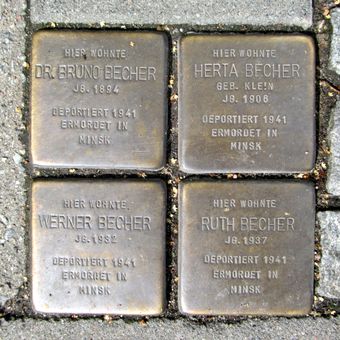 HIER WOHNTE
DR. BRUNO BECHER
JG. 1894
DEPORTIERT 1941
ERMORDET IN
MINSK
HIER WOHNTE
HERTA BECHER
GEB. KLEIN
JG. 1906
DEPORTIERT 1941
ERMORDET IN
MINSK
HIER WOHNTE
WERNER BECHER
JG. 1932
DEPORTIERT 1941
ERMORDET IN
MINSK
HIER WOHNTE
RUTH BECHER
JG. 1937
DEPORTIERT 1941
ERMORDET IN
MINSK